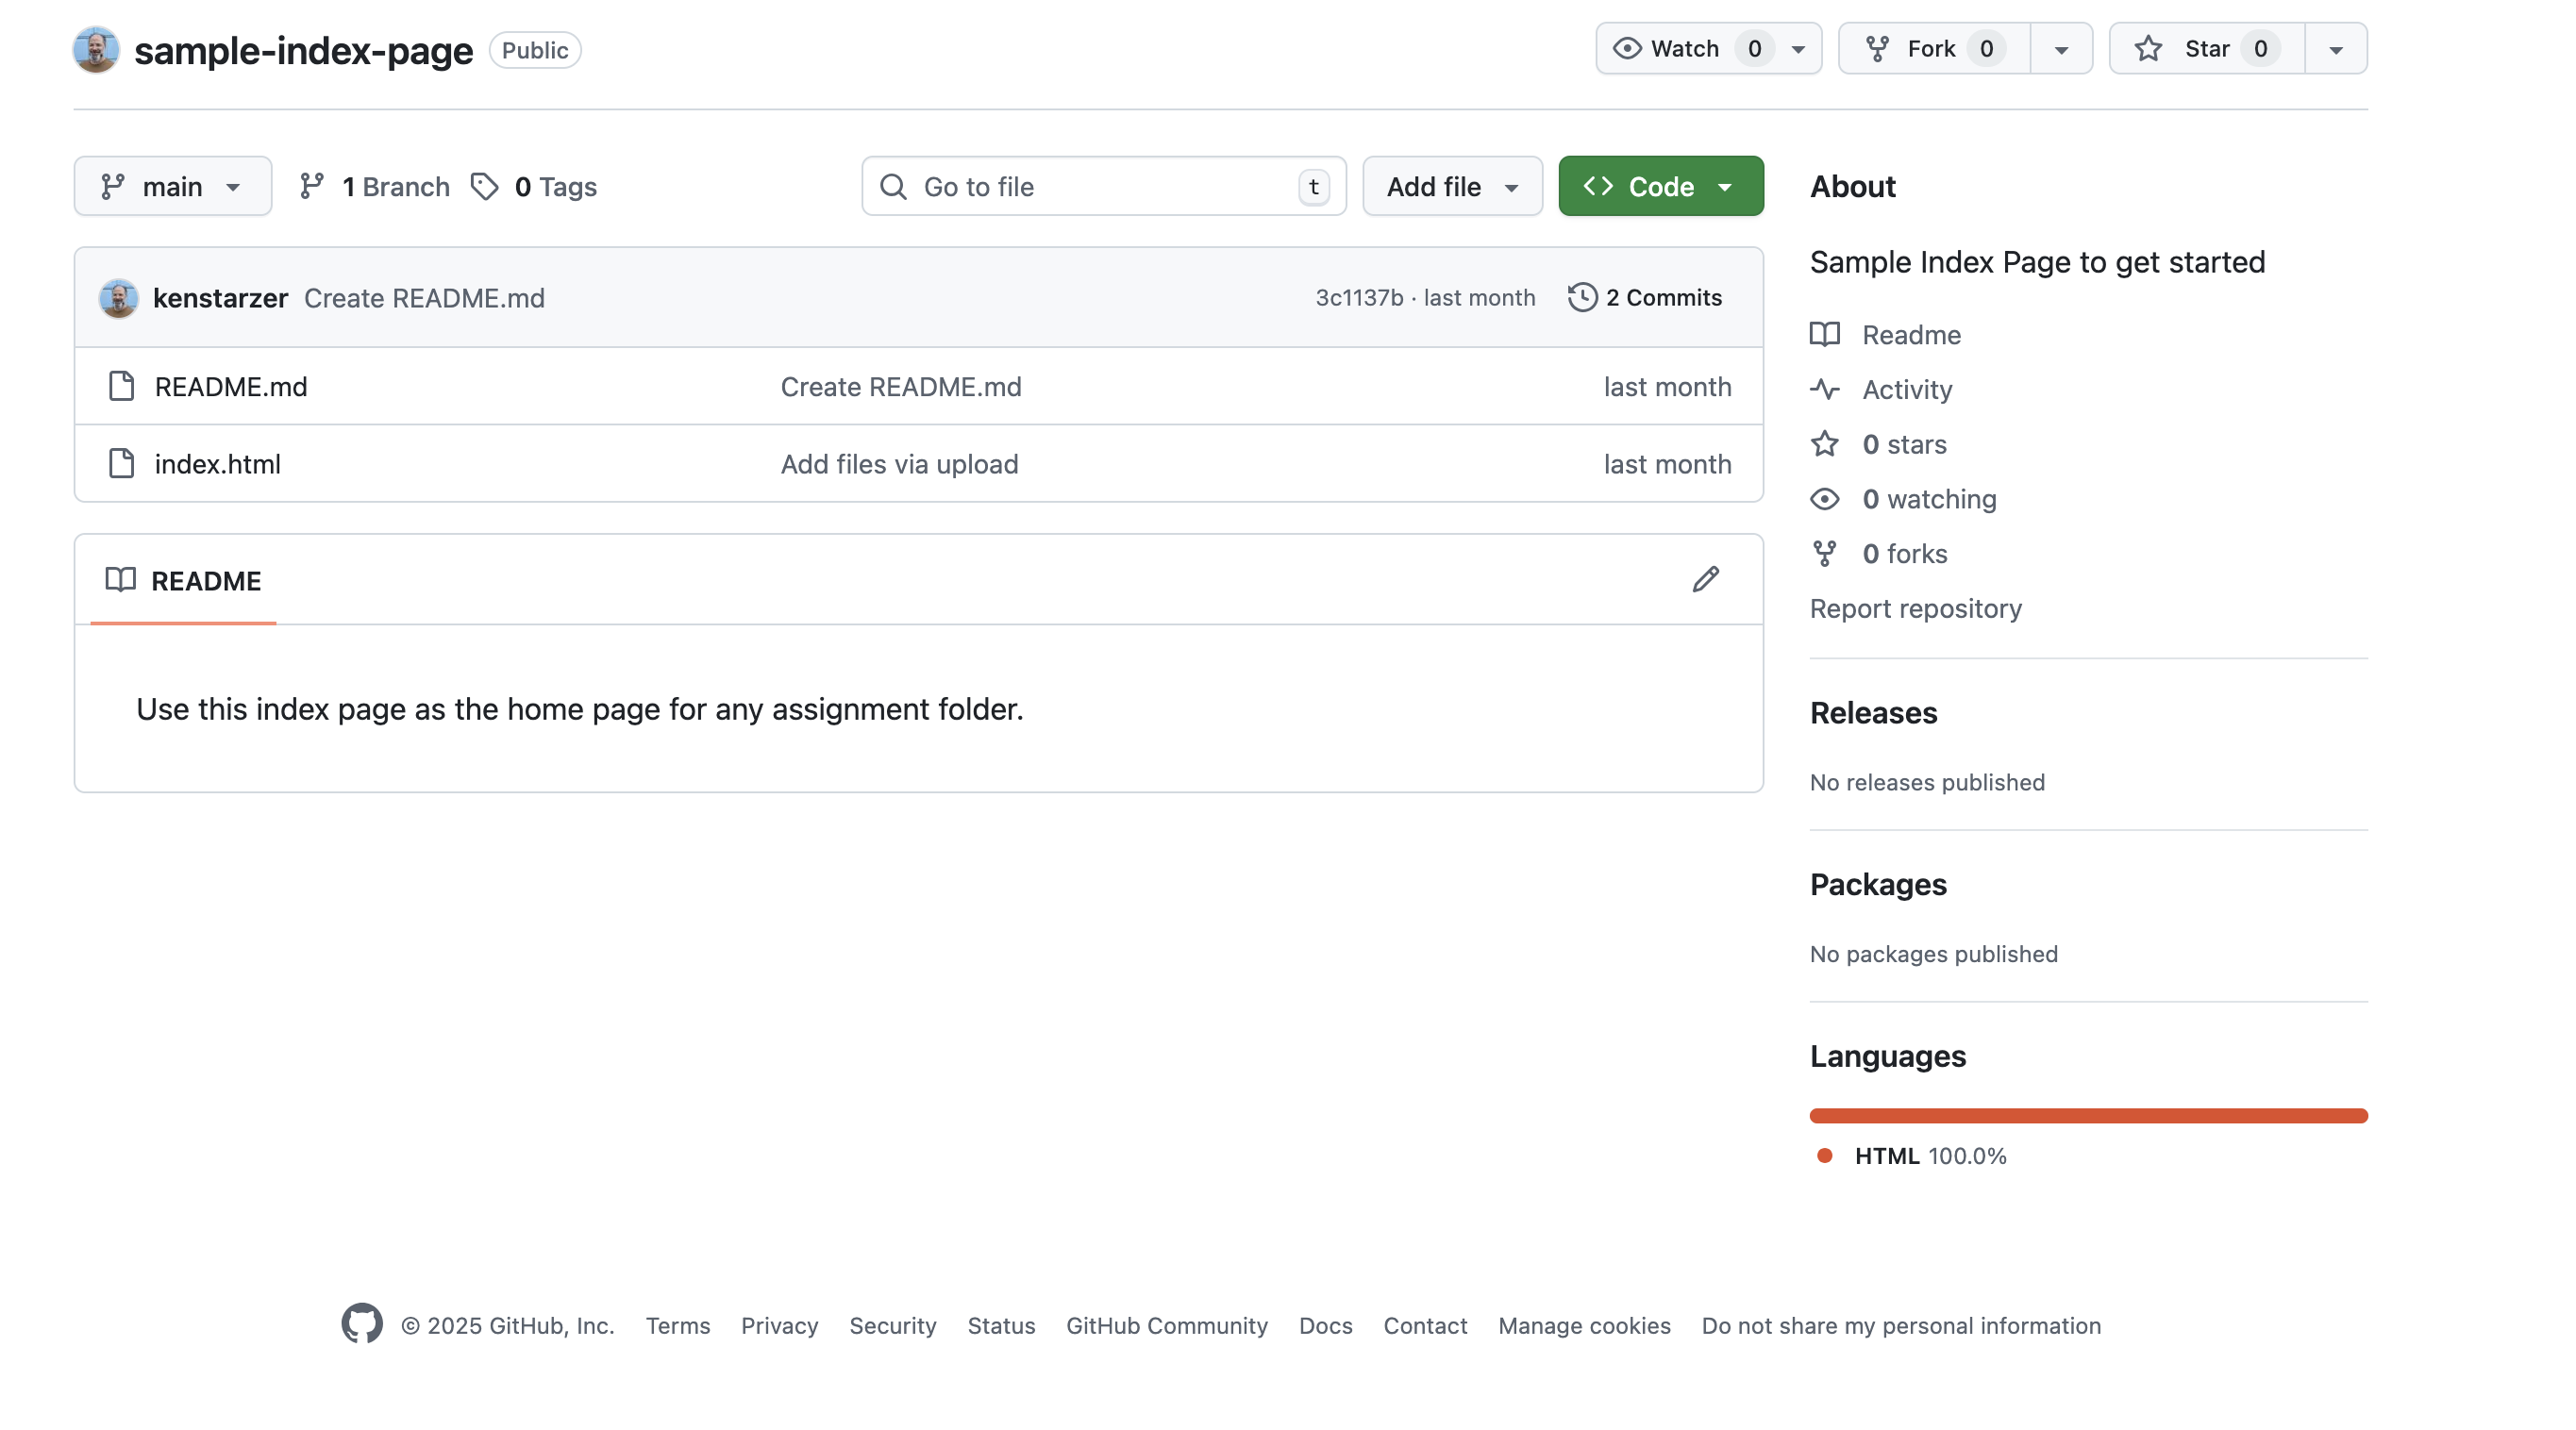 sample-index-page Public Watch 0 Fork 0 Star 0
main 1 Branch 0 Tags Go to file t Add file Code
kenstarzer Create README.md 3c1137b · last month 2 Commits
README.md Create README.md last month
index.html Add files via upload last month
README
Use this index page as the home page for any assignment folder.
About
Sample Index Page to get started
Readme
Activity
0 stars
0 watching
0 forks
Report repository
Releases
No releases published
Packages
No packages published
Languages
HTML 100.0%
© 2025 GitHub, Inc. Terms Privacy Security Status GitHub Community Docs Contact Manage cookies Do not share my personal information